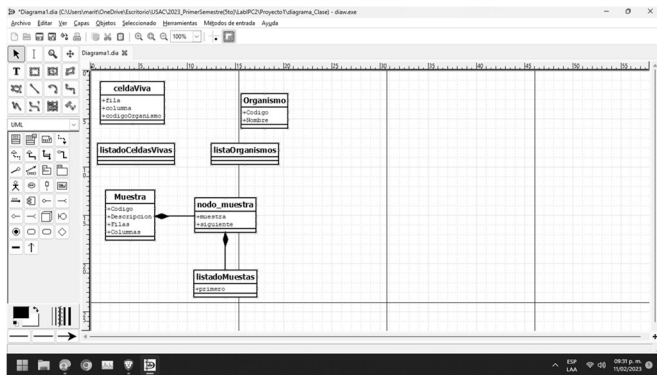 *Diagrama1.dia (C:\Users\marit\OneDrive\Escritorio\USAC\2023_PrimerSemestre(5to)\LabIPC2\Proyecto1\diagrama_Clase) - diaw.exe
Archivo Editar Ver Capas Objetos Seleccionado Herramientas Métodos de entrada Ayuda
100%
Diagrama1.dia
UML
celdaViva
+fila
+columna
+codigoOrganismo
Organismo
+Codigo
+Nombre
listadoCeldasVivas
listaOrganismos
Muestra
+Codigo
+Descripcion
+Filas
+Columnas
nodo_muestra
+muestra
+siguiente
listadoMuestas
+primero
ESP
LAA
09:31 p. m.
11/02/2023